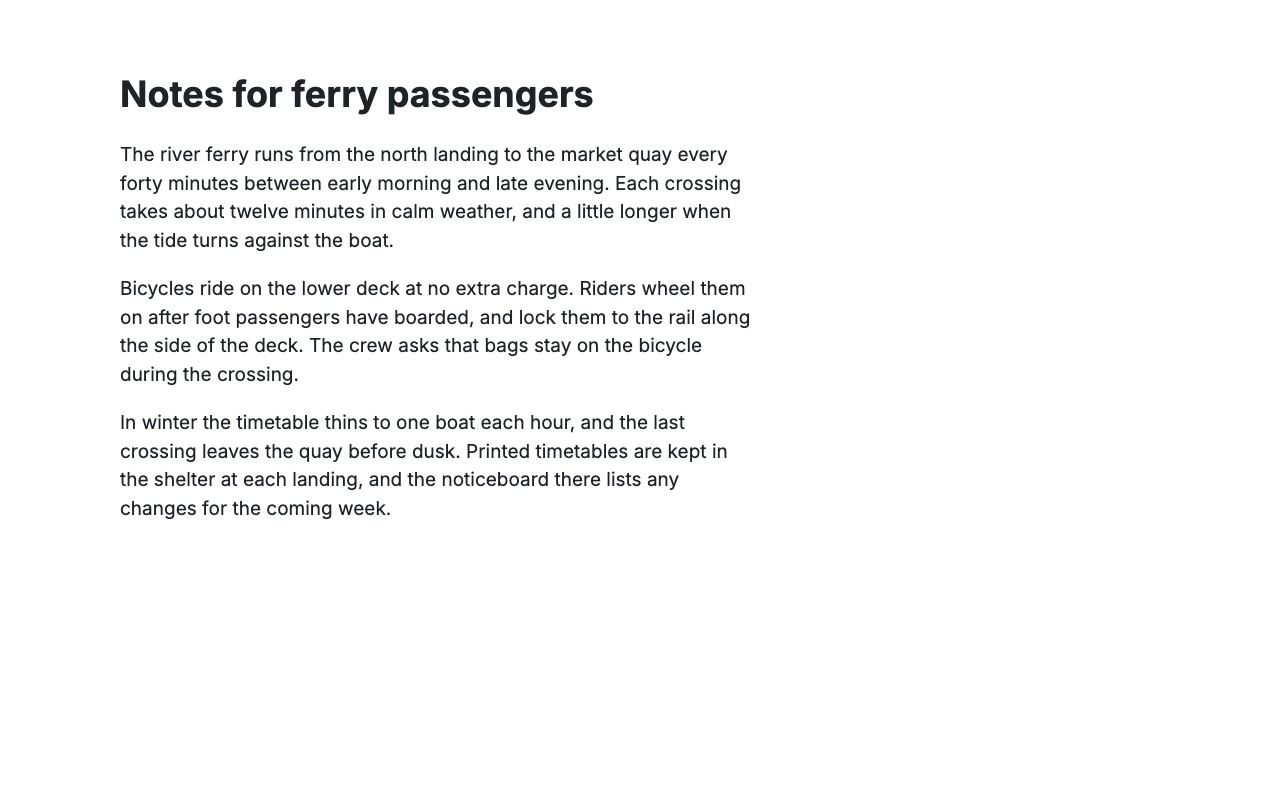 Notes for ferry passengers
The river ferry runs from the north landing to the market quay every
forty minutes between early morning and late evening. Each crossing
takes about twelve minutes in calm weather, and a little longer when
the tide turns against the boat.
Bicycles ride on the lower deck at no extra charge. Riders wheel them
on after foot passengers have boarded, and lock them to the rail along
the side of the deck. The crew asks that bags stay on the bicycle
during the crossing.
In winter the timetable thins to one boat each hour, and the last
crossing leaves the quay before dusk. Printed timetables are kept in
the shelter at each landing, and the noticeboard there lists any
changes for the coming week.